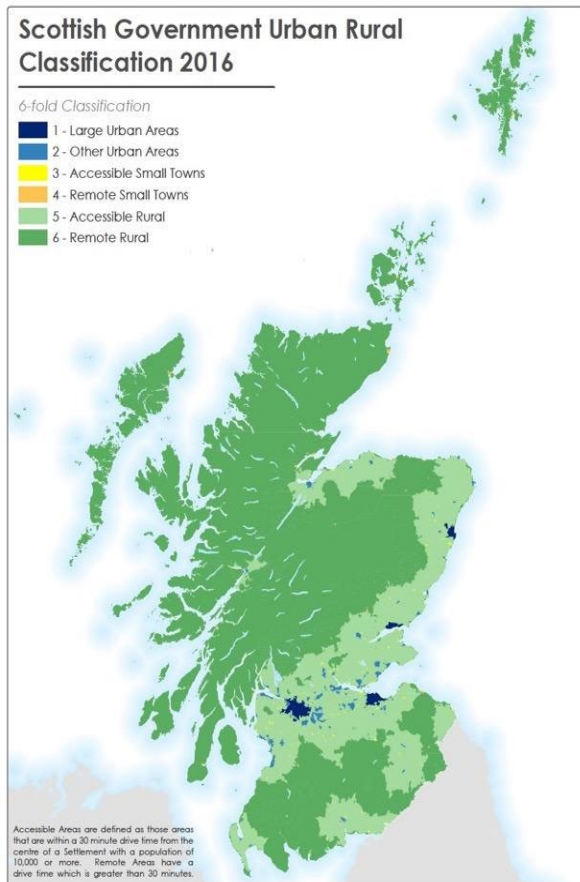 Scottish Government Urban Rural
Classification 2016
6-fold Classification
1 - Large Urban Areas
2 - Other Urban Areas
3 - Accessible Small Towns
4 - Remote Small Towns
5 - Accessible Rural
6 - Remote Rural
Accessible Areas are defined as those areas
that are within a 30 minute drive time from the
centre of a Settlement with a population of
10,000 or more. Remote Areas have a
drive time which is greater than 30 minutes.